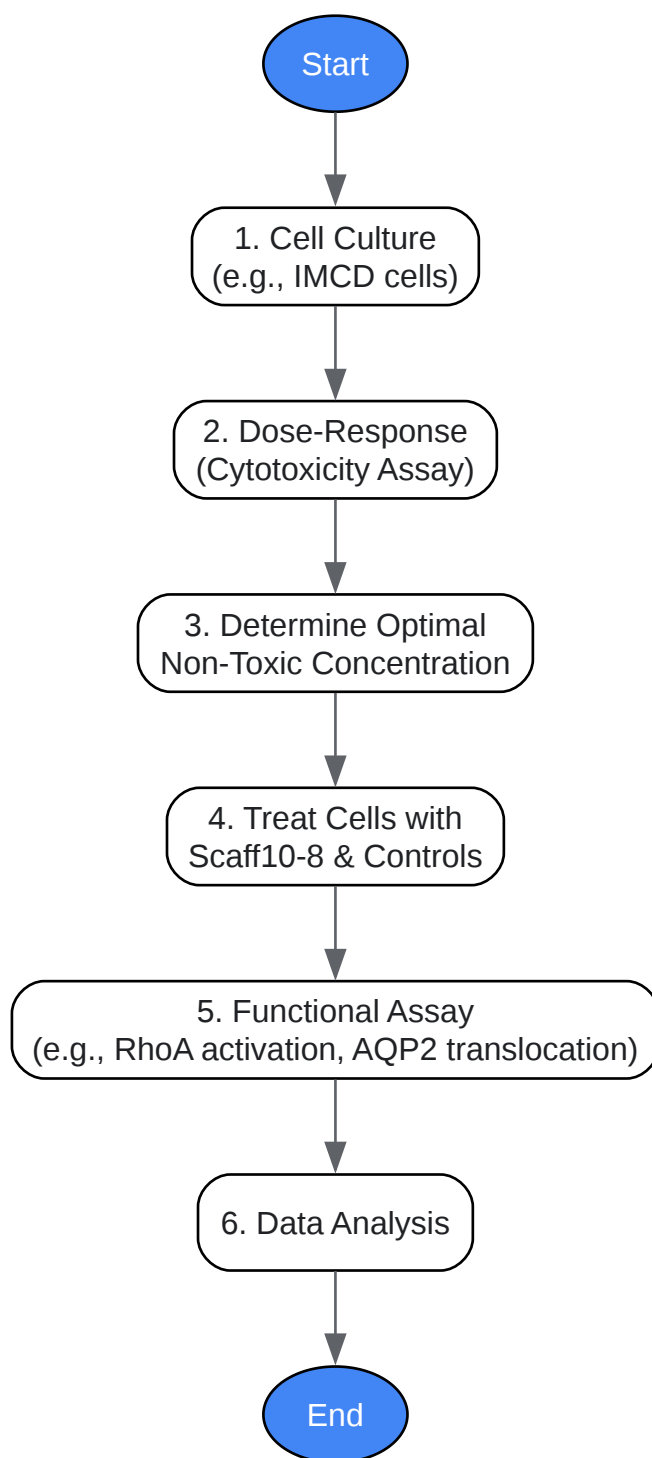 Start
1. Cell Culture
(e.g., IMCD cells)
2. Dose-Response
(Cytotoxicity Assay)
3. Determine Optimal
Non-Toxic Concentration
4. Treat Cells with
Scaff10-8 & Controls
5. Functional Assay
(e.g., RhoA activation, AQP2 translocation)
6. Data Analysis
End